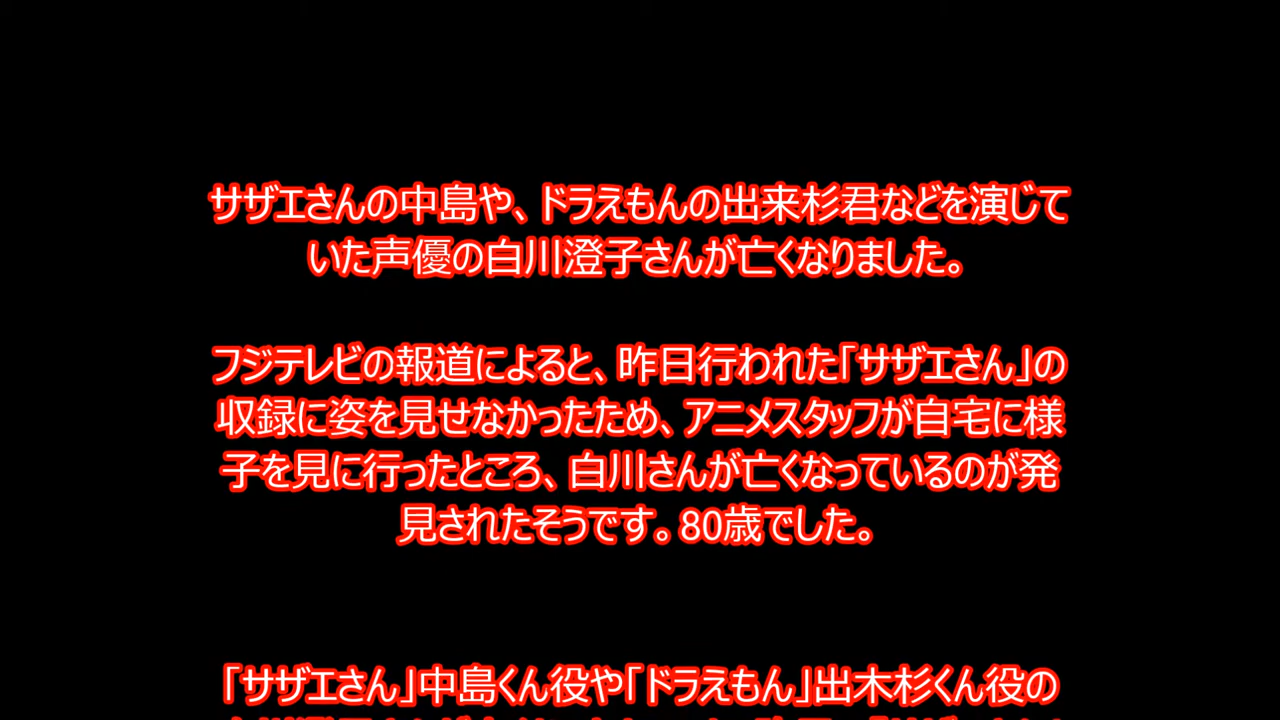 サザエさんの中島や、ドラえもんの出来杉君などを演じて
いた声優の白川澄子さんが亡くなりました。
フジテレビの報道によると、昨日行われた「サザエさん」の
収録に姿を見せなかったため、アニメスタッフが自宅に様
子を見に行ったところ、白川さんが亡くなっているのが発
見されたそうです。80歳でした。
「サザエさん」中島くん役や「ドラえもん」出木杉くん役の